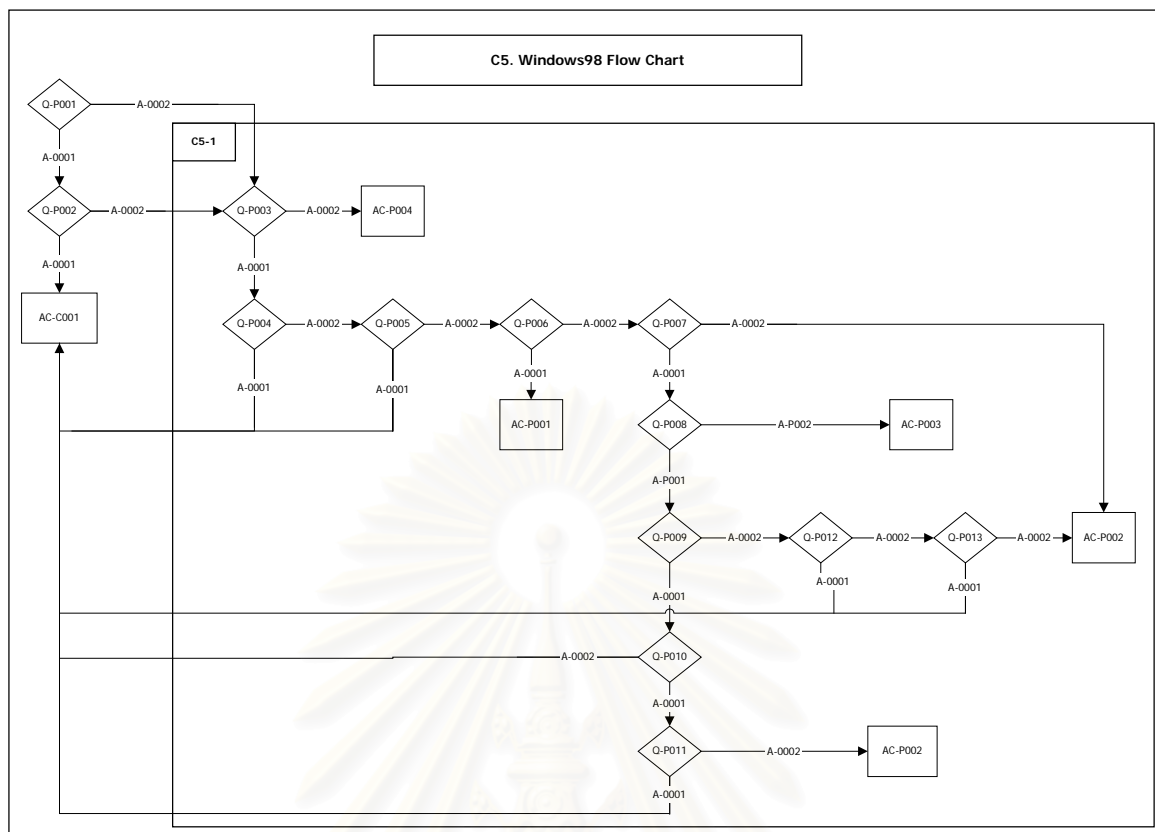 C5. Windows98 Flow Chart
Q-P001
A-0002
C5-1
A-0001
Q-P002
A-0002
Q-P003
A-0002
AC-P004
A-0001
A-0001
AC-C001
Q-P004
A-0002
Q-P005
A-0002
Q-P006
A-0002
Q-P007
A-0002
A-0001
A-0001
A-0001
A-0001
AC-P001
Q-P008
A-P002
AC-P003
A-P001
Q-P009
A-0002
Q-P012
A-0002
Q-P013
A-0002
AC-P002
A-0001
A-0001
A-0001
A-0002
Q-P010
A-0001
Q-P011
A-0002
AC-P002
A-0001